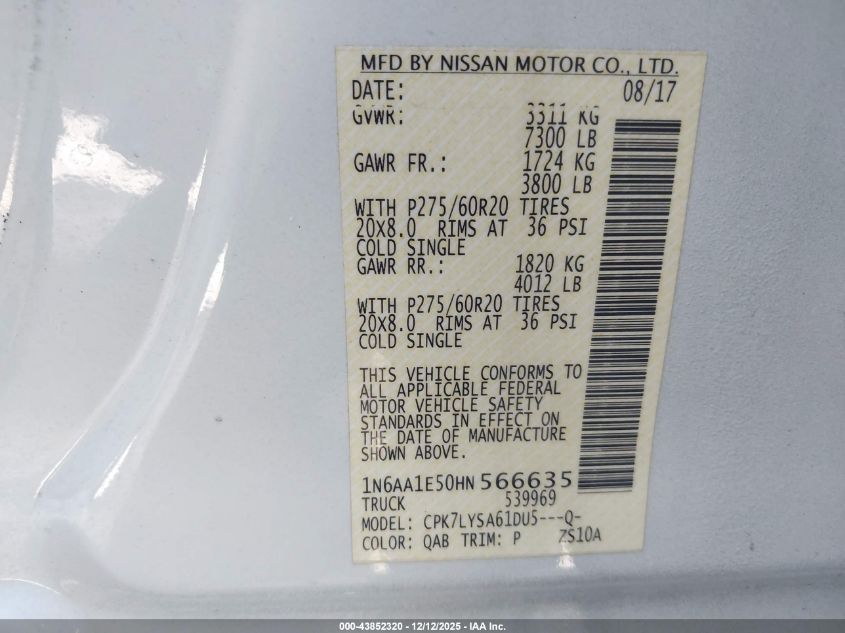 MFD BY NISSAN MOTOR CO., LTD.
DATE: 08/17
GVWR: 3311 KG
7300 LB
GAWR FR.: 1724 KG
3800 LB
WITH P275/60R20 TIRES
20X8.0 RIMS AT 36 PSI
COLD SINGLE
GAWR RR.: 1820 KG
4012 LB
WITH P275/60R20 TIRES
20X8.0 RIMS AT 36 PSI
COLD SINGLE
THIS VEHICLE CONFORMS TO
ALL APPLICABLE FEDERAL
MOTOR VEHICLE SAFETY
STANDARDS IN EFFECT ON
THE DATE OF MANUFACTURE
SHOWN ABOVE.
1N6AA1E50HN566635
TRUCK 539969
MODEL: CPK7LYSA61DU5---Q-
COLOR: QAB TRIM: P ZS10A
000-43852320 - 12/12/2025 - IAA Inc.